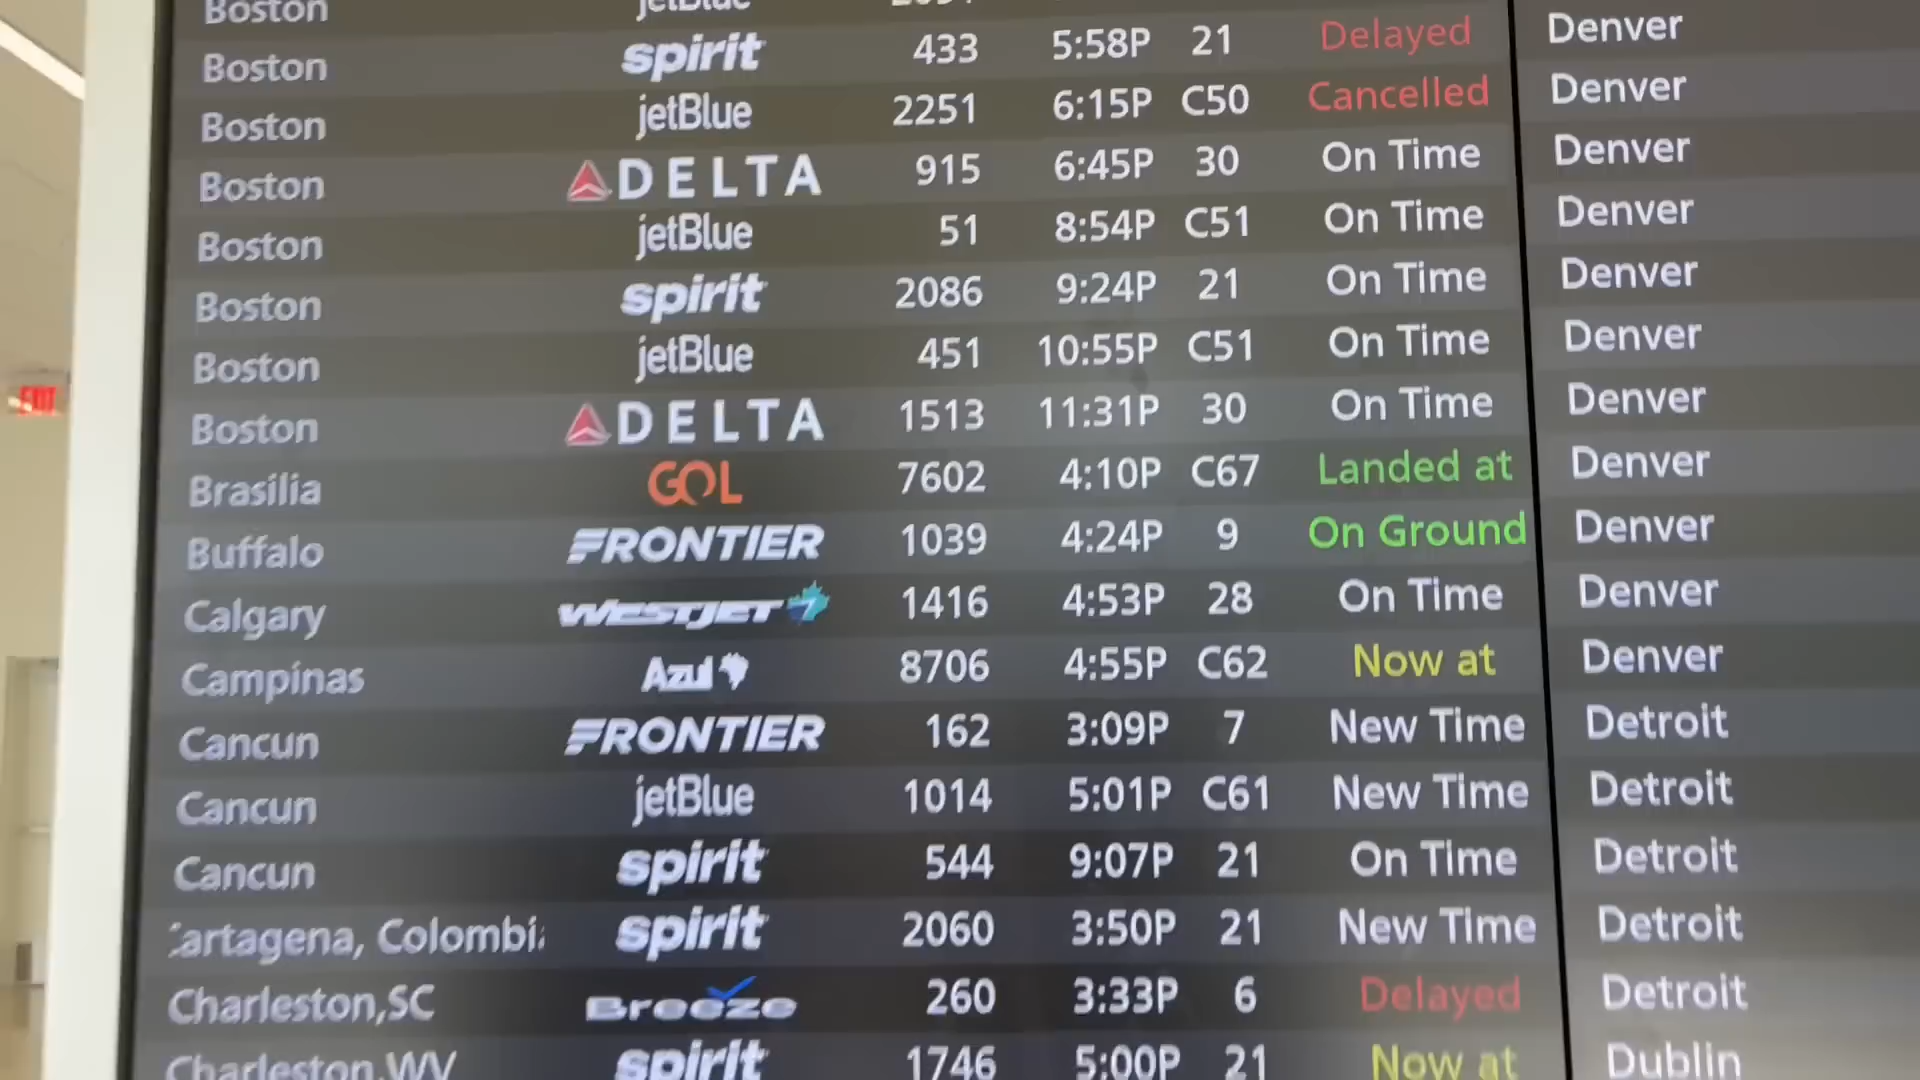 Boston jetBlue
Boston spirit 433 5:58P 21 Delayed Denver
Boston jetBlue 2251 6:15P C50 Cancelled Denver
Boston DELTA 915 6:45P 30 On Time Denver
Boston jetBlue 51 8:54P C51 On Time Denver
Boston spirit 2086 9:24P 21 On Time Denver
Boston jetBlue 451 10:55P C51 On Time Denver
Boston DELTA 1513 11:31P 30 On Time Denver
Brasilia GOL 7602 4:10P C67 Landed at Denver
Buffalo FRONTIER 1039 4:24P 9 On Ground Denver
Calgary WESTJET 1416 4:53P 28 On Time Denver
Campinas Azul 8706 4:55P C62 Now at Denver
Cancun FRONTIER 162 3:09P 7 New Time Detroit
Cancun jetBlue 1014 5:01P C61 New Time Detroit
Cancun spirit 544 9:07P 21 On Time Detroit
Cartagena, Colombia spirit 2060 3:50P 21 New Time Detroit
Charleston,SC Breeze 260 3:33P 6 Delayed Detroit
Charleston,WV spirit 1746 5:00P 21 Now at Dublin
EXIT